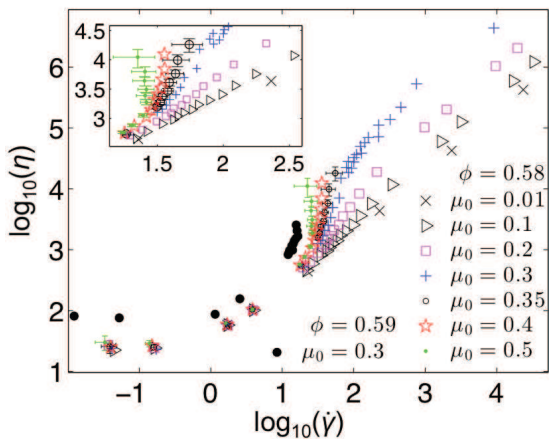 4.5
4
3.5
3
1.5 2 2.5
6
5
4
3
2
1
log₁₀(η)
−1 0 1 2 3 4
log₁₀(γ̇)
ϕ = 0.58
μ₀ = 0.01
μ₀ = 0.1
μ₀ = 0.2
μ₀ = 0.3
μ₀ = 0.35
μ₀ = 0.4
μ₀ = 0.5
ϕ = 0.59
μ₀ = 0.3